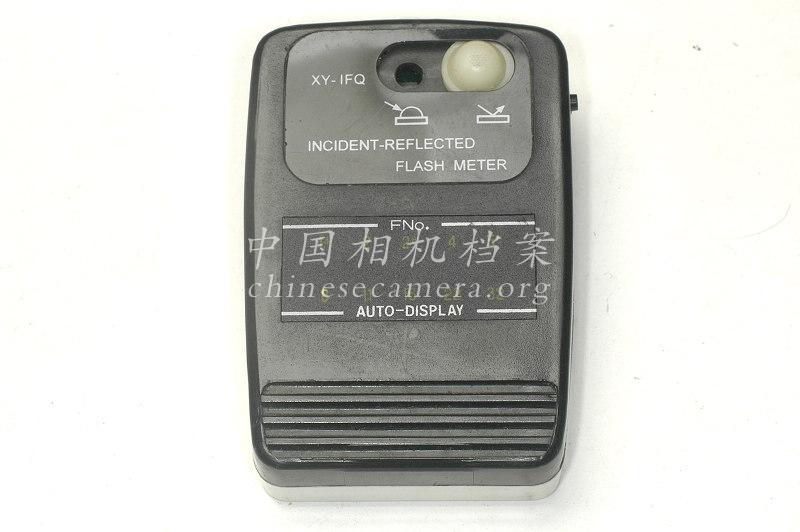 XY-IFQ
INCIDENT-REFLECTED
FLASH METER
FNo.
中国相机档案
chinesecamera.org
AUTO-DISPLAY